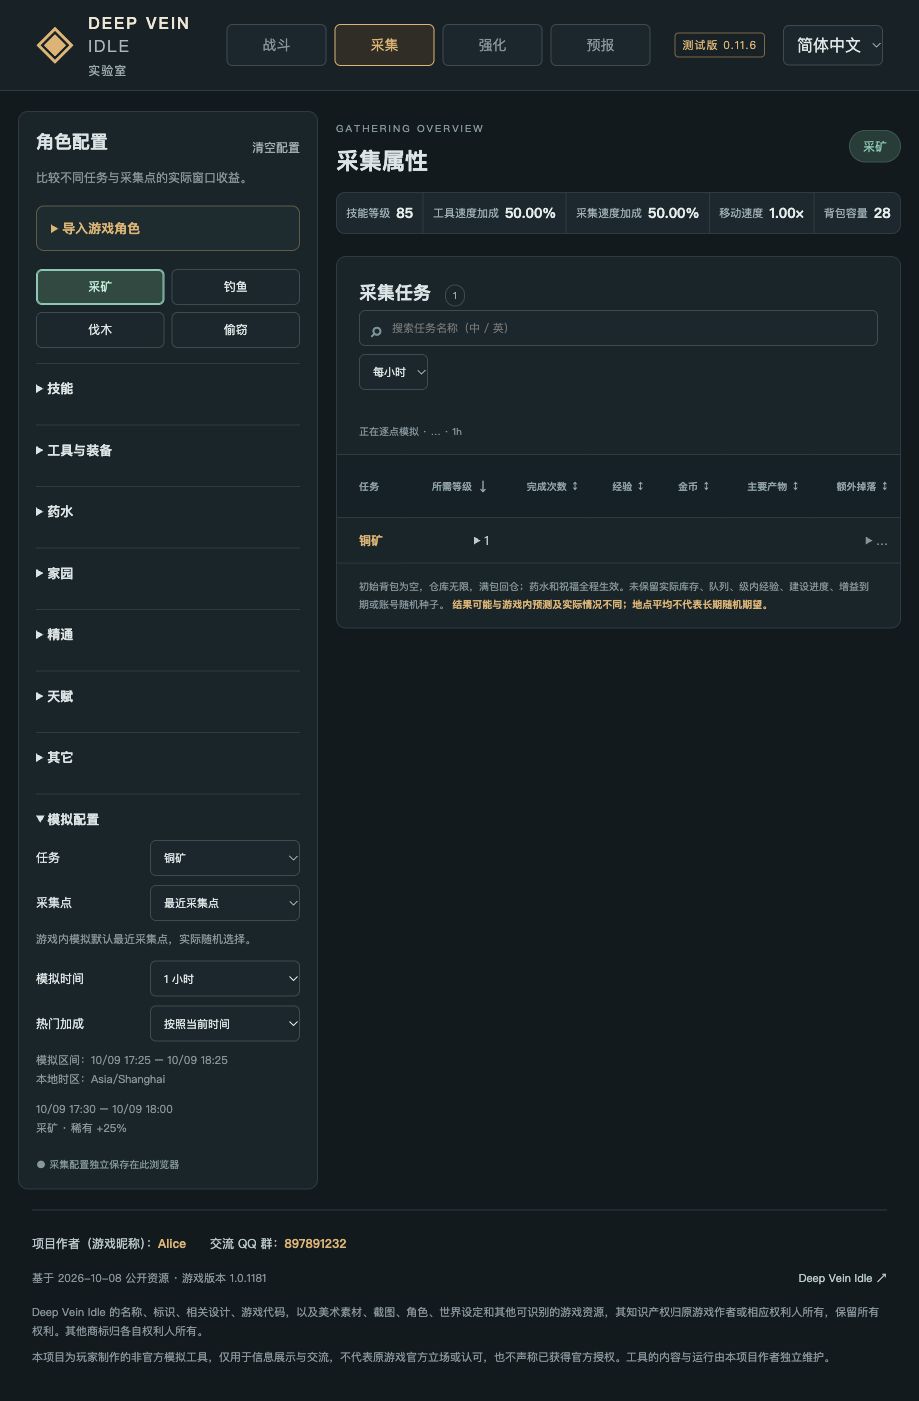 DEEP VEIN
IDLE
实验室
战斗
采集
强化
预报
测试版 0.11.6
简体中文
角色配置
清空配置
比较不同任务与采集点的实际窗口收益。
▶ 导入游戏角色
采矿
钓鱼
伐木
偷窃
▶ 技能
▶ 工具与装备
▶ 药水
▶ 家园
▶ 精通
▶ 天赋
▶ 其它
▼ 模拟配置
任务 铜矿
采集点 最近采集点
游戏内模拟默认最近采集点，实际随机选择。
模拟时间 1 小时
热门加成 按照当前时间
模拟区间：10/09 17:25 — 10/09 18:25
本地时区：Asia/Shanghai
10/09 17:30 — 10/09 18:00
采矿 · 稀有 +25%
● 采集配置独立保存在此浏览器
GATHERING OVERVIEW
采集属性
采矿
技能等级 85 工具速度加成 50.00% 采集速度加成 50.00% 移动速度 1.00x 背包容量 28
采集任务 1
搜索任务名称（中 / 英）
每小时
正在逐点模拟 · … · 1h
任务 所需等级 ↓ 完成次数 ↕ 经验 ↕ 金币 ↕ 主要产物 ↕ 额外掉落 ↕
铜矿 ▶ 1 ▶ …
初始背包为空，仓库无限，满包回仓；药水和祝福全程生效。未保留实际库存、队列、级内经验、建设进度、增益到
期或账号随机种子。 结果可能与游戏内预测及实际情况不同；地点平均不代表长期随机期望。
项目作者（游戏昵称）：Alice 交流 QQ 群：897891232
基于 2026-10-08 公开资源 · 游戏版本 1.0.1181
Deep Vein Idle ↗
Deep Vein Idle 的名称、标识、相关设计、游戏代码，以及美术素材、截图、角色、世界设定和其他可识别的游戏资源，其知识产权归原游戏作者或相应权利人所有，保留所有
权利。其他商标归各自权利人所有。
本项目为玩家制作的非官方模拟工具，仅用于信息展示与交流，不代表原游戏官方立场或认可，也不声称已获得官方授权。工具的内容与运行由本项目作者独立维护。